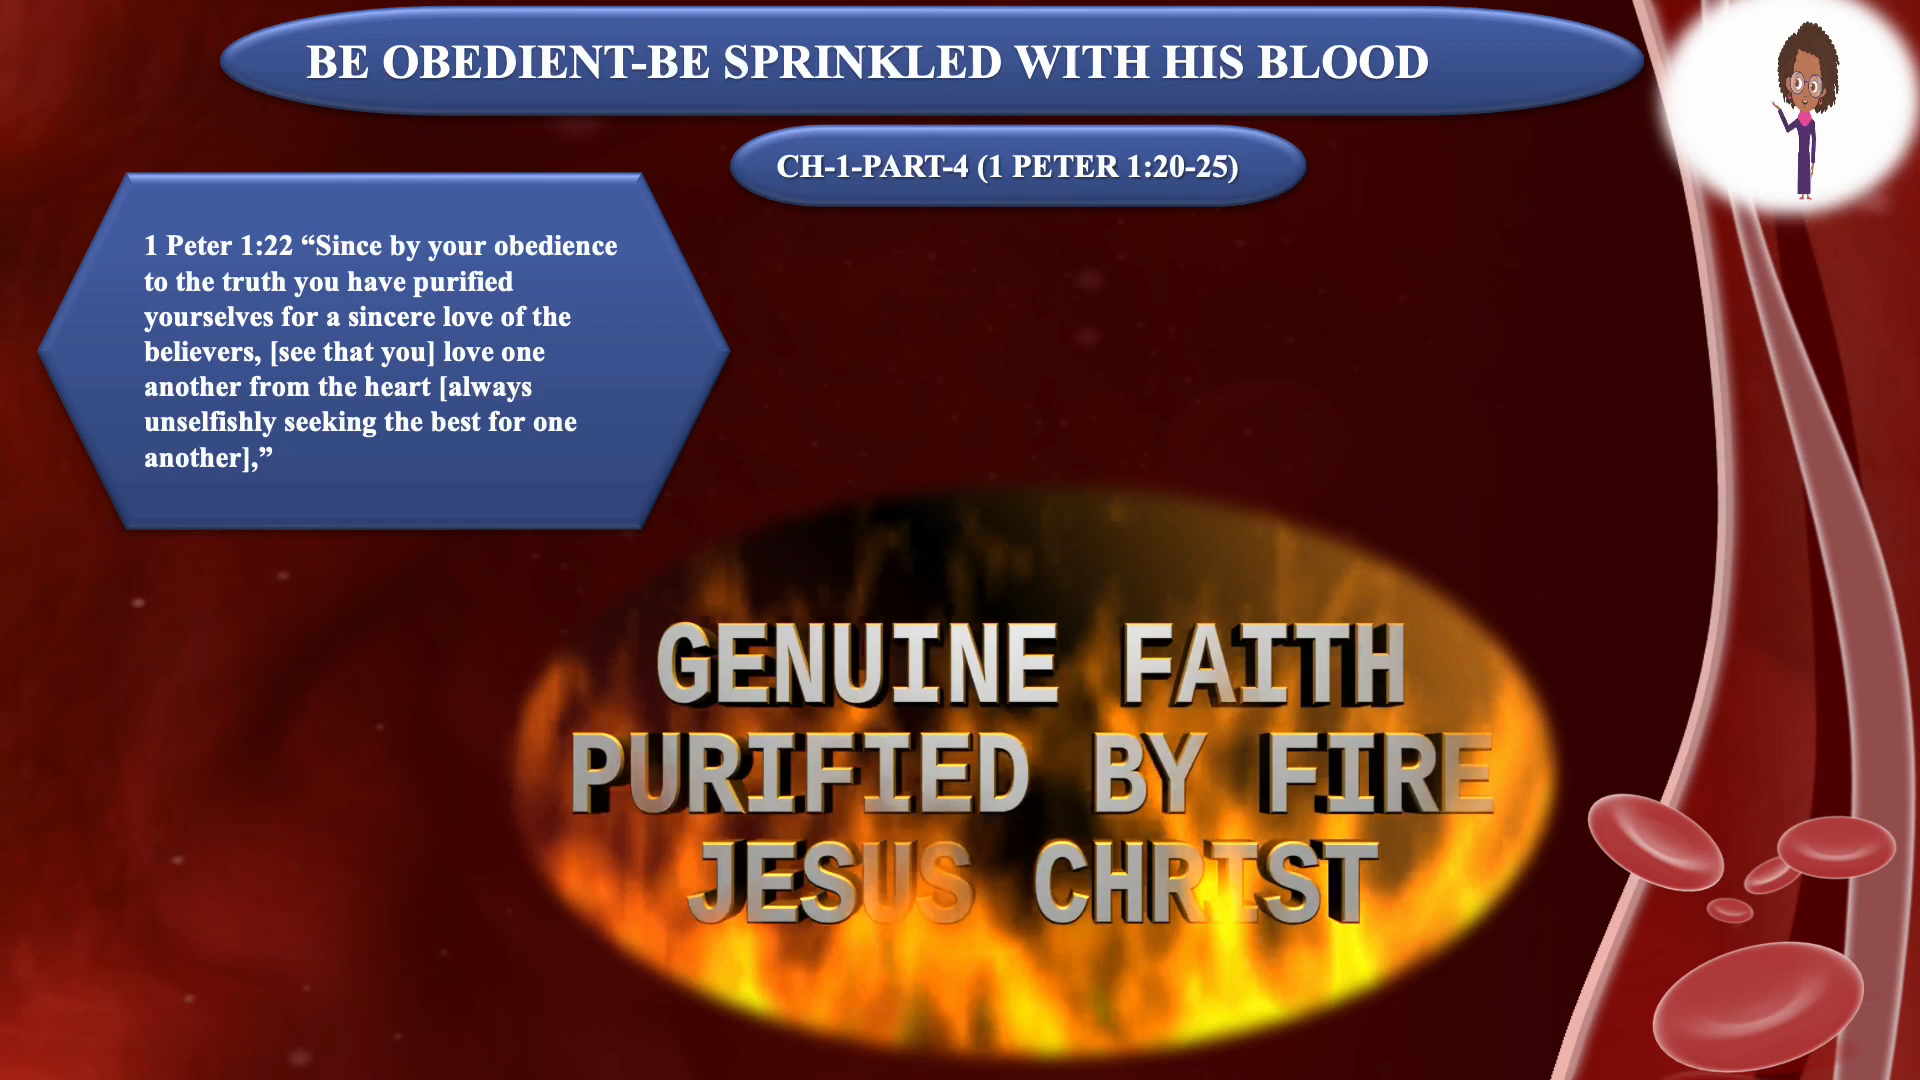 BE OBEDIENT-BE SPRINKLED WITH HIS BLOOD
CH-1-PART-4 (1 PETER 1:20-25)
1 Peter 1:22 “Since by your obedience
to the truth you have purified
yourselves for a sincere love of the
believers, [see that you] love one
another from the heart [always
unselfishly seeking the best for one
another],”
GENUINE FAITH
PURIFIED BY FIRE
JESUS CHRIST